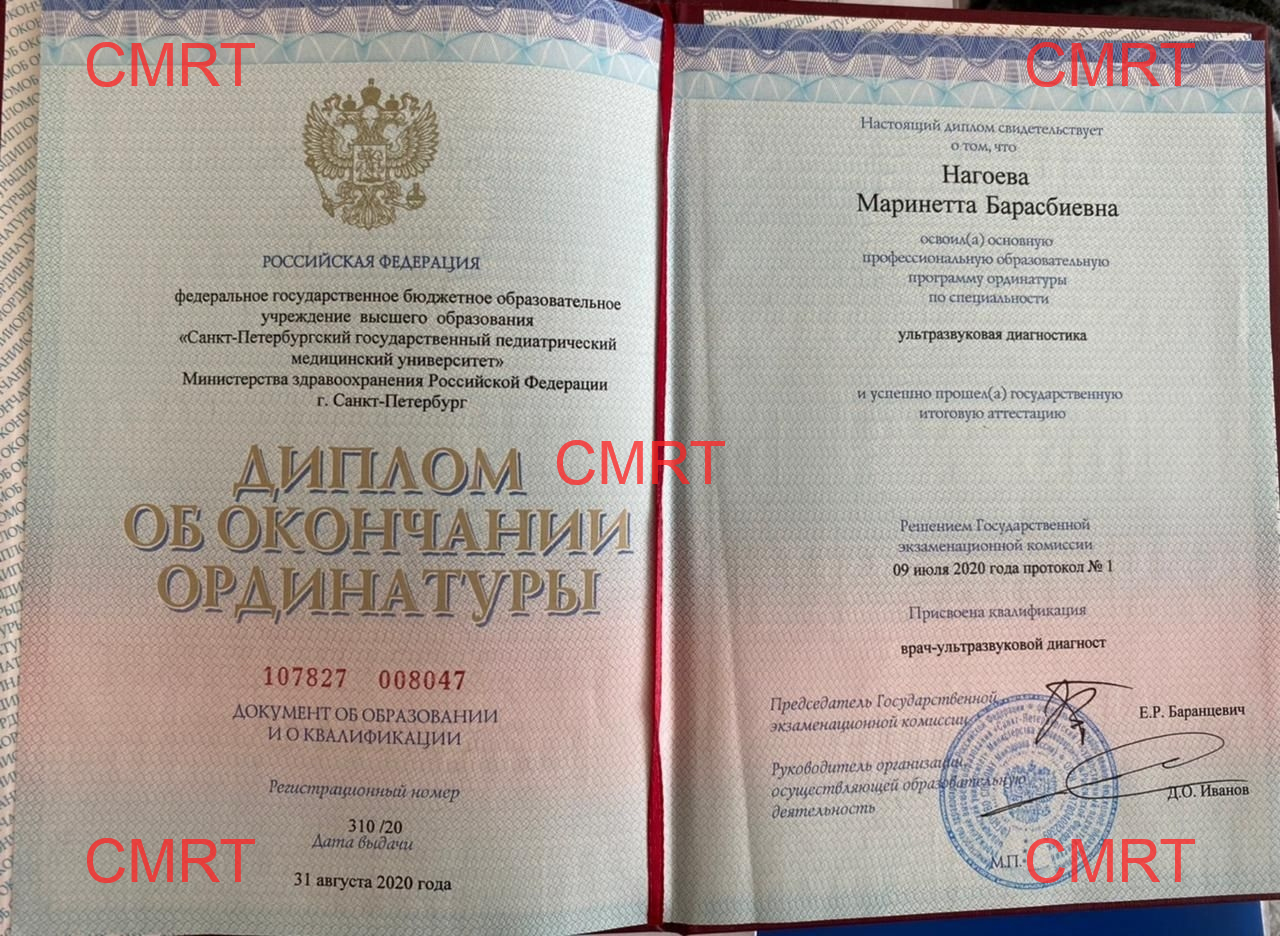 CMRT
CMRT
РОССИЙСКАЯ ФЕДЕРАЦИЯ
федеральное государственное бюджетное образовательное
учреждение высшего образования
«Санкт-Петербургский государственный педиатрический
медицинский университет»
Министерства здравоохранения Российской Федерации
г. Санкт-Петербург
ДИПЛОМ
ОБ ОКОНЧАНИИ
ОРДИНАТУРЫ
107827 008047
ДОКУМЕНТ ОБ ОБРАЗОВАНИИ
И О КВАЛИФИКАЦИИ
Регистрационный номер
310 /20
Дата выдачи
31 августа 2020 года
CMRT
CMRT
Настоящий диплом свидетельствует
о том, что
Нагоева
Маринетта Барасбиевна
освоил(а) основную
профессиональную образовательную
программу ординатуры
по специальности
ультразвуковая диагностика
и успешно прошел(а) государственную
итоговую аттестацию
Решением Государственной
экзаменационной комиссии
09 июля 2020 года протокол № 1
Присвоена квалификация
врач-ультразвуковой диагност
Председатель Государственной
экзаменационной комиссии
Е.Р. Баранцевич
Руководитель организации,
осуществляющей образовательную
деятельность
Д.О. Иванов
М.П.
CMRT